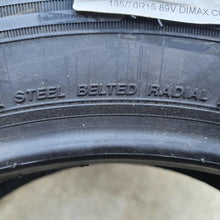 185/70R15 89V DIMAX
STEEL BELTED RADIAL